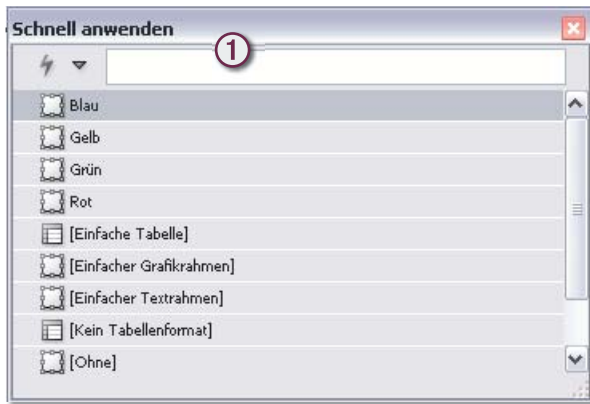 Schnell anwenden
1
Blau
Gelb
Grün
Rot
[Einfache Tabelle]
[Einfacher Grafikrahmen]
[Einfacher Textrahmen]
[Kein Tabellenformat]
[Ohne]